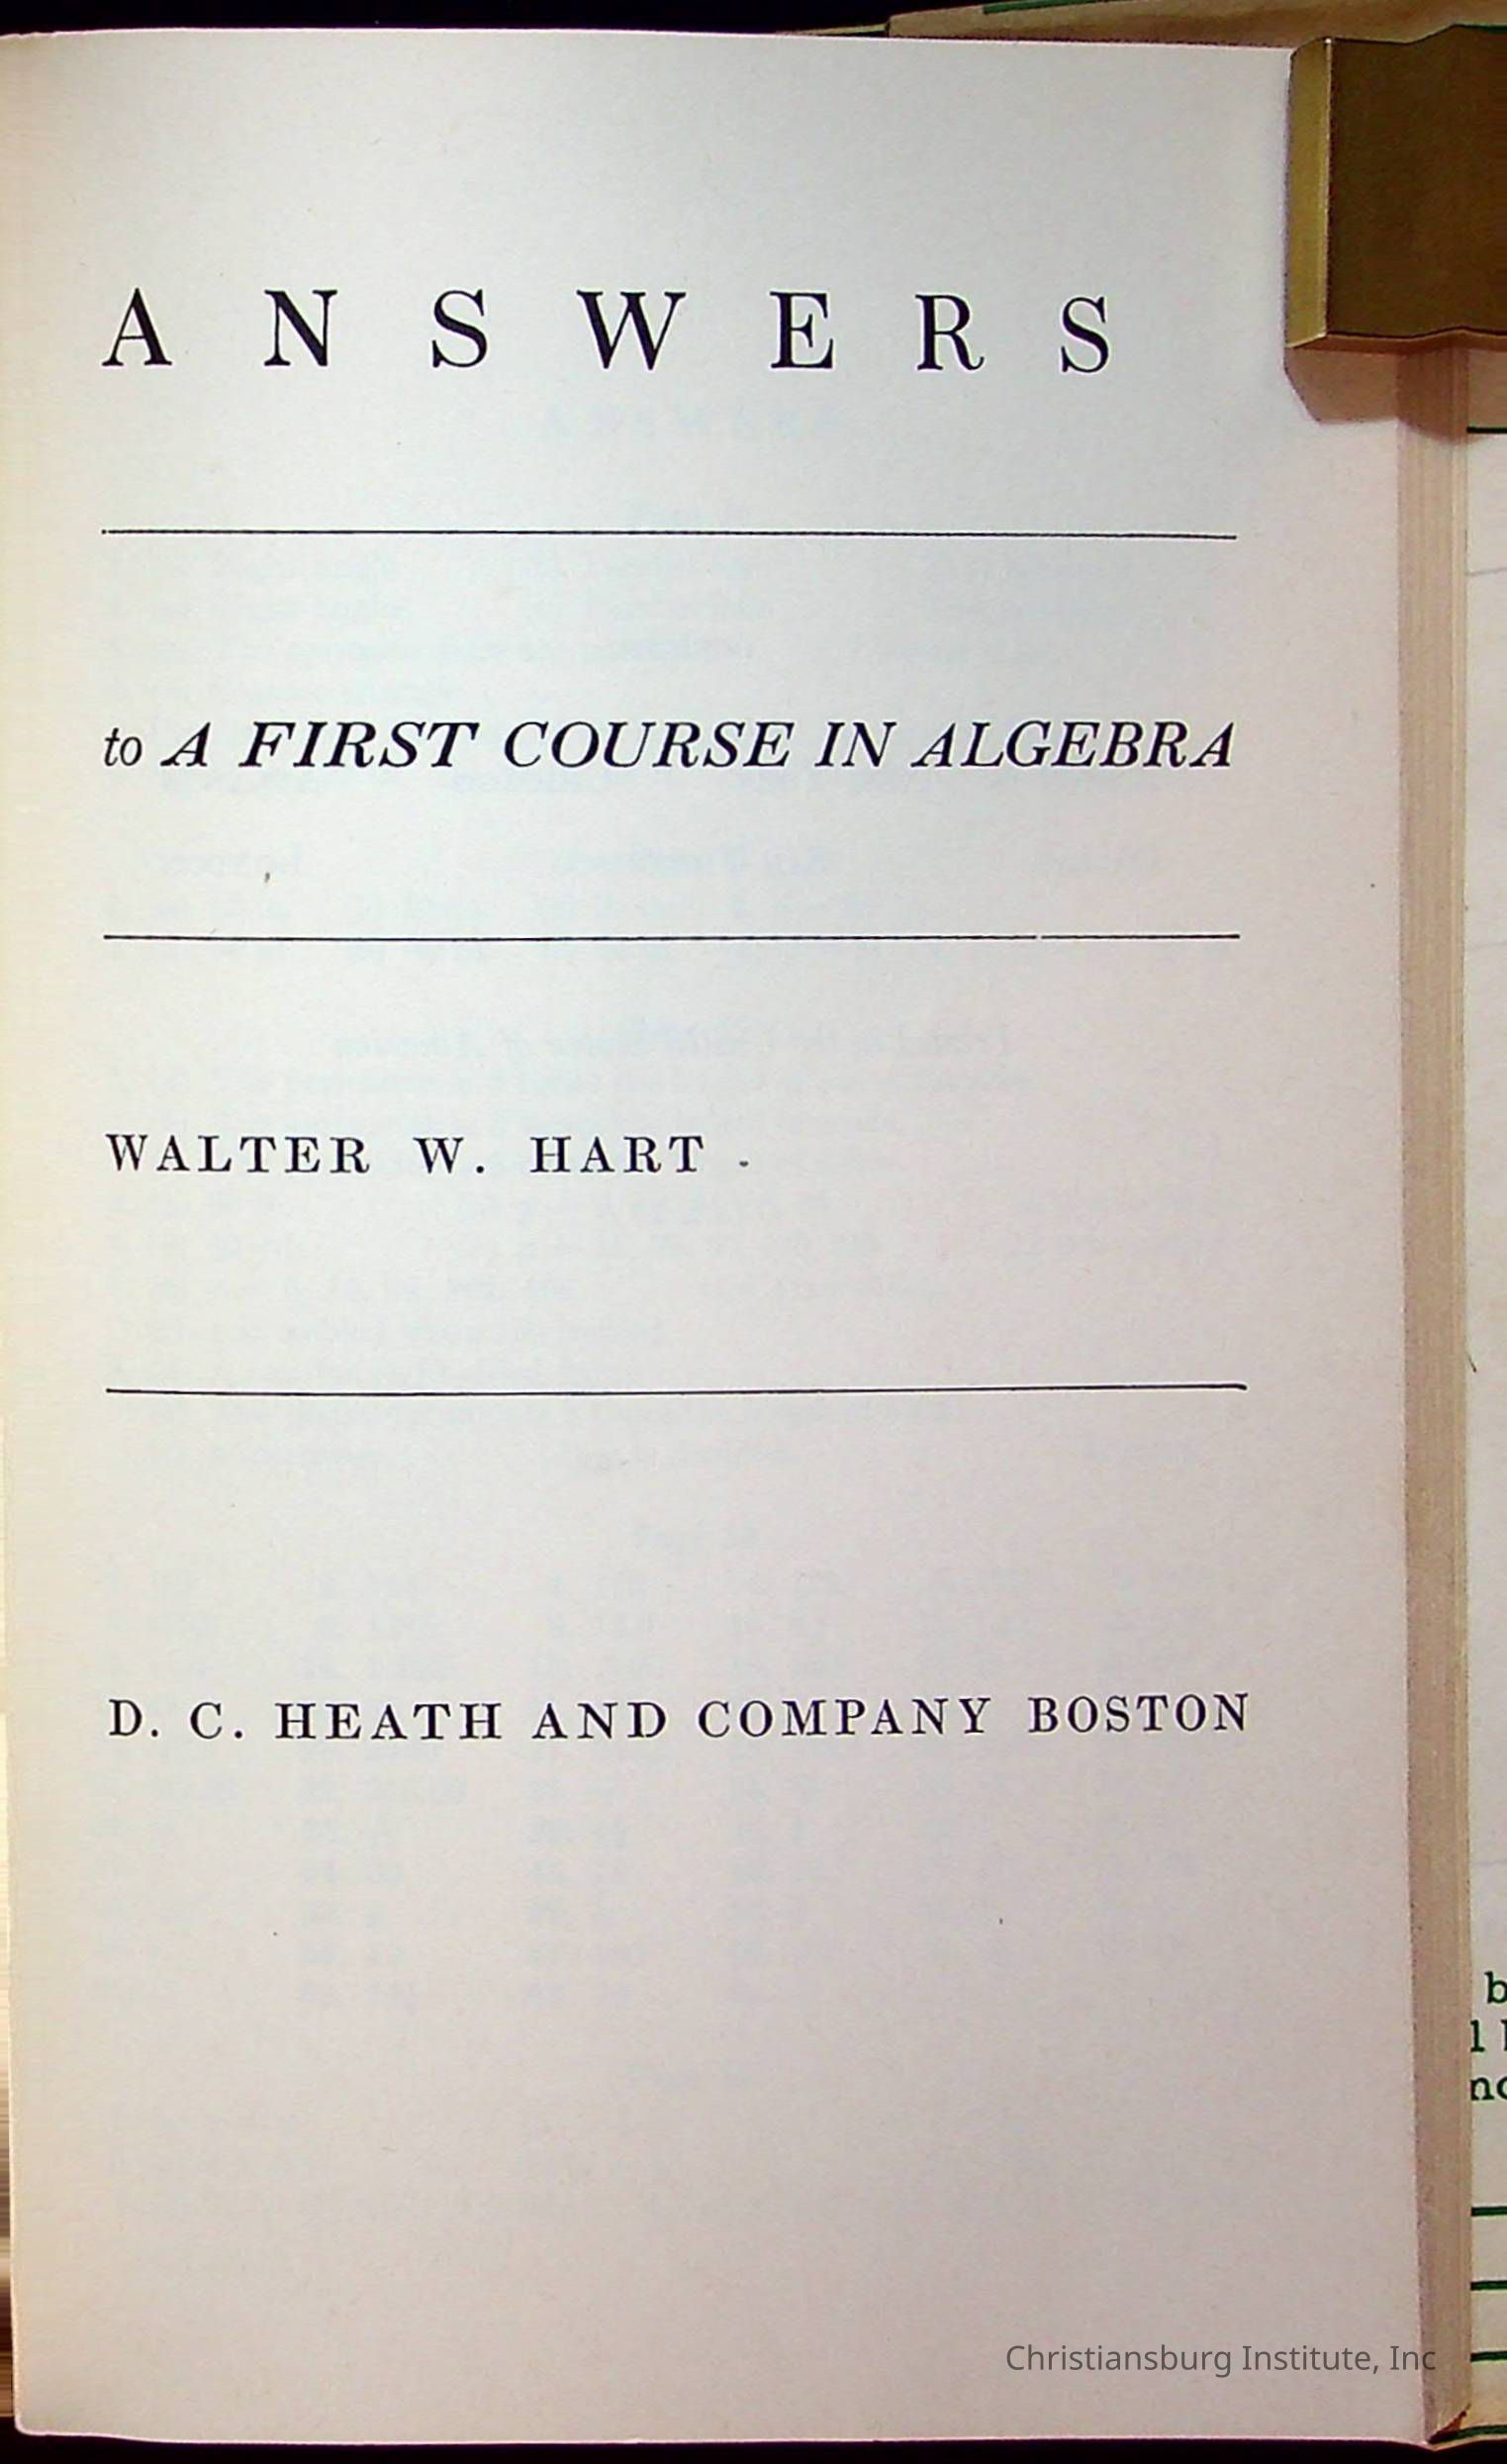 ANSWERS
to A FIRST COURSE IN ALGEBRA
WALTER W. HART
D. C. HEATH AND COMPANY BOSTON
Christiansburg Institute, Inc